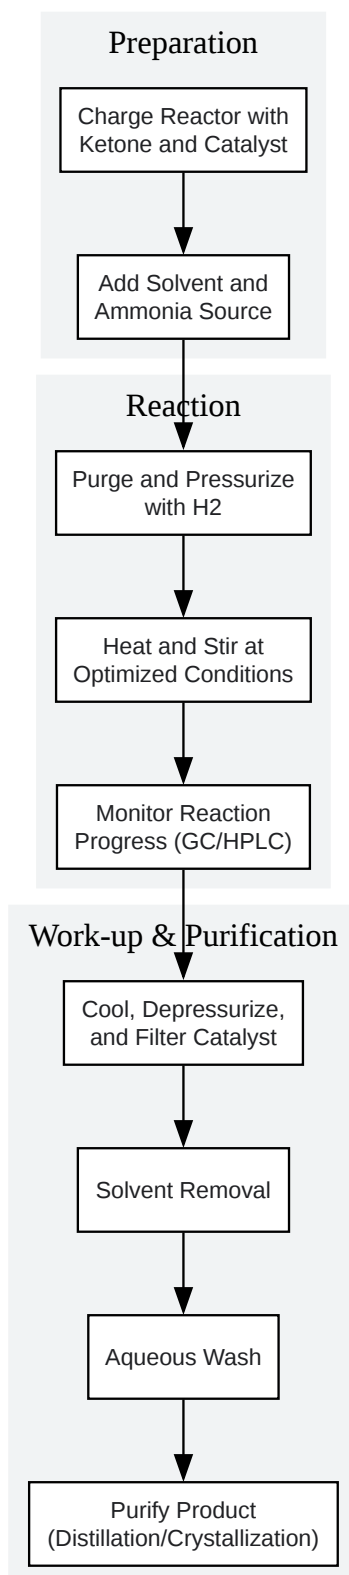 Preparation
Charge Reactor with
Ketone and Catalyst
Add Solvent and
Ammonia Source
Reaction
Purge and Pressurize
with H2
Heat and Stir at
Optimized Conditions
Monitor Reaction
Progress (GC/HPLC)
Work-up & Purification
Cool, Depressurize,
and Filter Catalyst
Solvent Removal
Aqueous Wash
Purify Product
(Distillation/Crystallization)